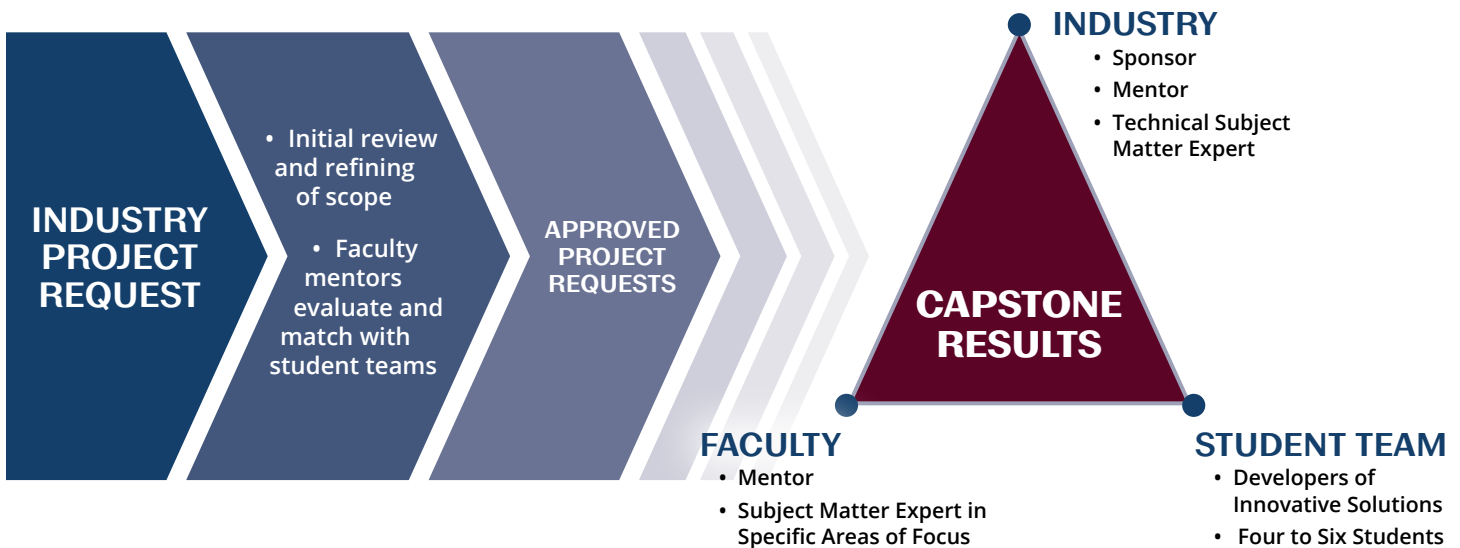 INDUSTRY
PROJECT
REQUEST
• Initial review
and refining
of scope
• Faculty
mentors
evaluate and
match with
student teams
APPROVED
PROJECT
REQUESTS
INDUSTRY
• Sponsor
• Mentor
• Technical Subject
Matter Expert
CAPSTONE
RESULTS
FACULTY
• Mentor
• Subject Matter Expert in
Specific Areas of Focus
STUDENT TEAM
• Developers of
Innovative Solutions
• Four to Six Students